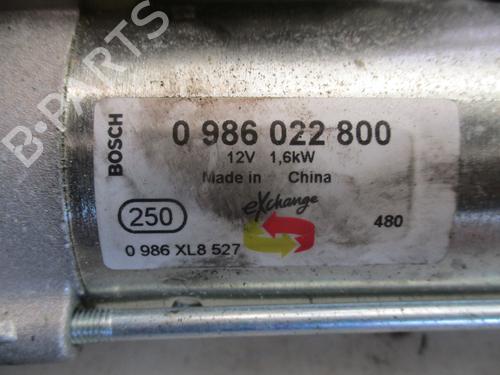 B-PARTS
BOSCH
0 986 022 800
12V 1,6kW
Made in China
eXchange
250
480
0 986 XL8 527